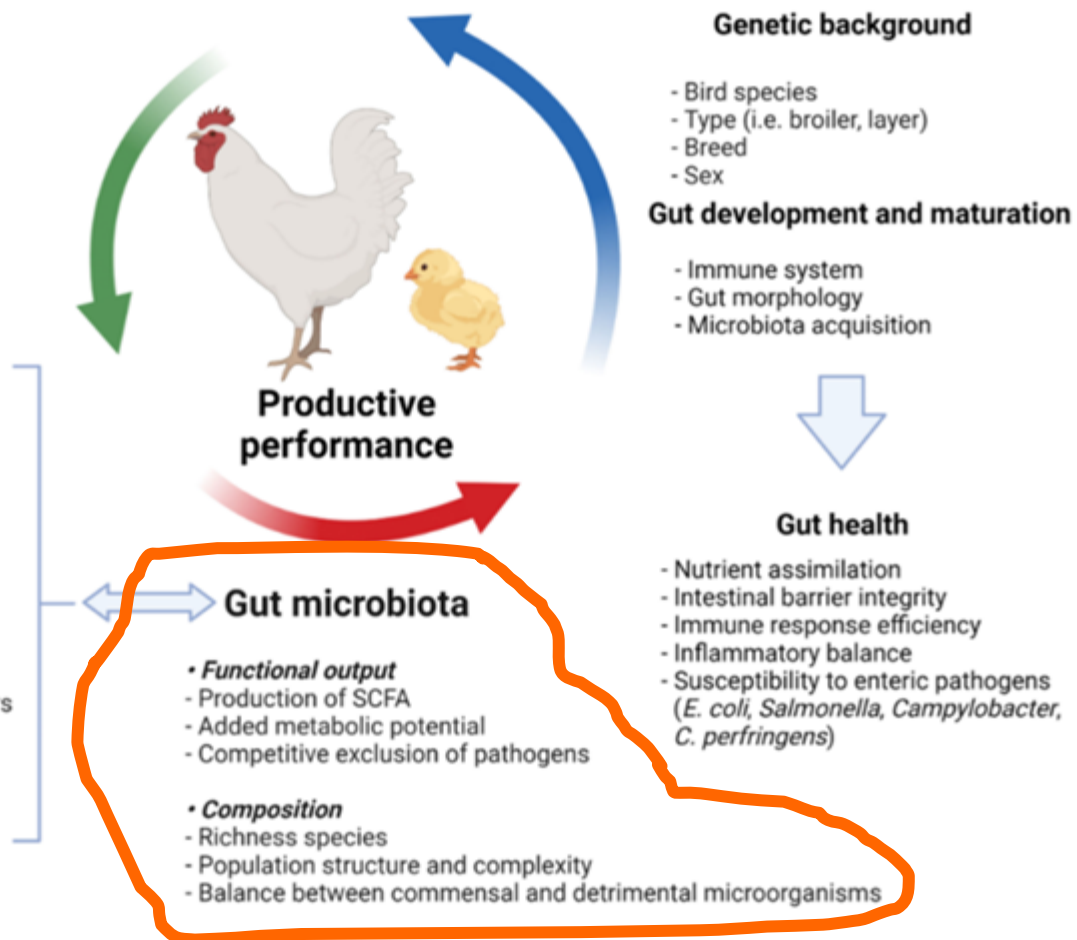 Genetic background
- Bird species
- Type (i.e. broiler, layer)
- Breed
- Sex
Gut development and maturation
- Immune system
- Gut morphology
- Microbiota acquisition
Productive
performance
Gut health
- Nutrient assimilation
- Intestinal barrier integrity
- Immune response efficiency
- Inflammatory balance
- Susceptibility to enteric pathogens
(E. coli, Salmonella, Campylobacter,
C. perfringens)
Gut microbiota
• Functional output
- Production of SCFA
- Added metabolic potential
- Competitive exclusion of pathogens
• Composition
- Richness species
- Population structure and complexity
- Balance between commensal and detrimental microorganisms